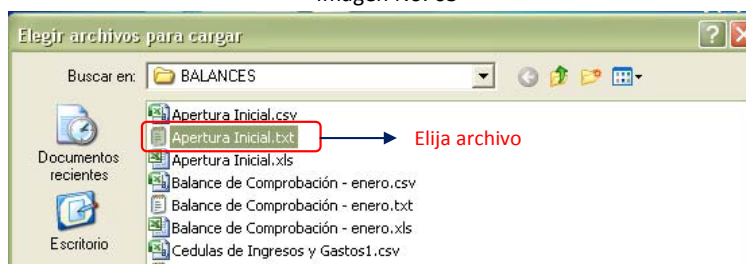 Elegir archivos para cargar
Buscar en: BALANCES
Apertura Inicial.csv
Apertura Inicial.txt
Elija archivo
Apertura Inicial.xls
Balance de Comprobación - enero.csv
Balance de Comprobación - enero.txt
Balance de Comprobación - enero.xls
Cedulas de Ingresos y Gastos1.csv
Documentos
recientes
Escritorio